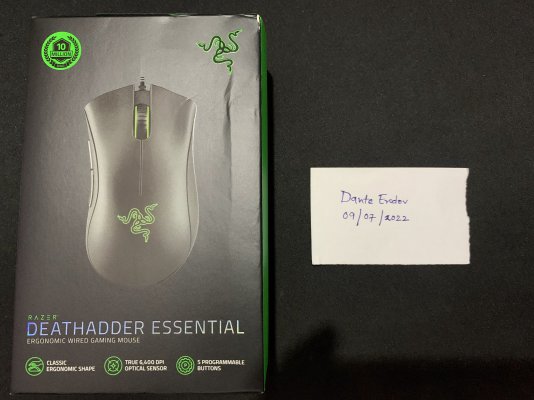 10
MILLION
RAZER
DEATHADDER ESSENTIAL
ERGONOMIC WIRED GAMING MOUSE
CLASSIC
ERGONOMIC SHAPE
TRUE 6,400 DPI
OPTICAL SENSOR
5 PROGRAMMABLE
BUTTONS
Dante
09/07/2022